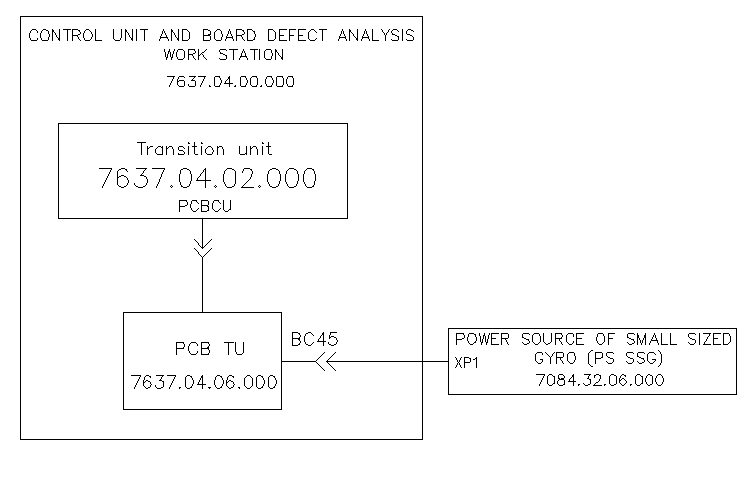 CONTROL UNIT AND BOARD DEFECT ANALYSIS
WORK STATION
7637.04.00.000
Transition unit
7637.04.02.000
PCBCU
PCB TU
7637.04.06.000
BC45
POWER SOURCE OF SMALL SIZED
XP1 GYRO (PS SSG)
7084.32.06.000